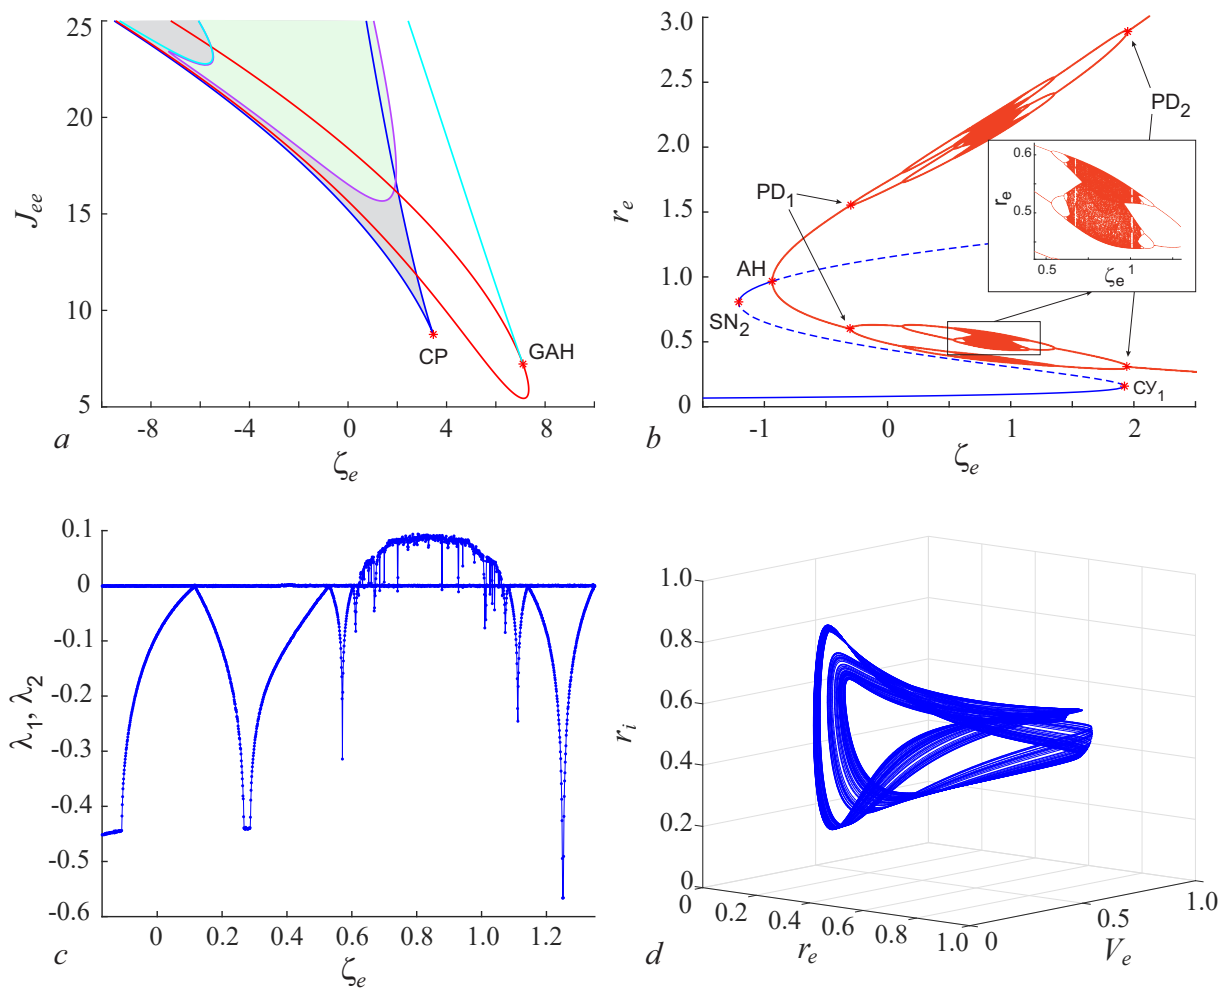 25
20
15
10
5
J_ee
-8
-4
0
4
8
ζ_e
CP
GAH
a
3.0
2.5
2.0
1.5
1.0
0.5
0
r_e
-1
0
1
2
ζ_e
PD_2
PD_1
AH
SN_2
СУ_1
0.6
0.5
r_e
0.5
1
ζ_e
b
0.1
0
-0.1
-0.2
-0.3
-0.4
-0.5
-0.6
λ_1, λ_2
0
0.2
0.4
0.6
0.8
1.0
1.2
ζ_e
c
1.0
0.8
0.6
0.4
0.2
0
r_i
0
0.2
0.4
0.6
0.8
1.0
r_e
0
0.5
1.0
V_e
d